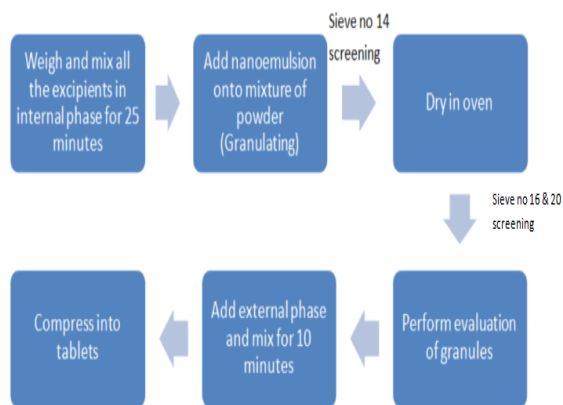 Weigh and mix all
the excipients in
internal phase for 25
minutes
Add nanoemulsion
onto mixture of
powder
(Granulating)
Sieve no 14
screening
Dry in oven
Sieve no 16 & 20
screening
Perform evaluation
of granules
Add external phase
and mix for 10
minutes
Compress into
tablets